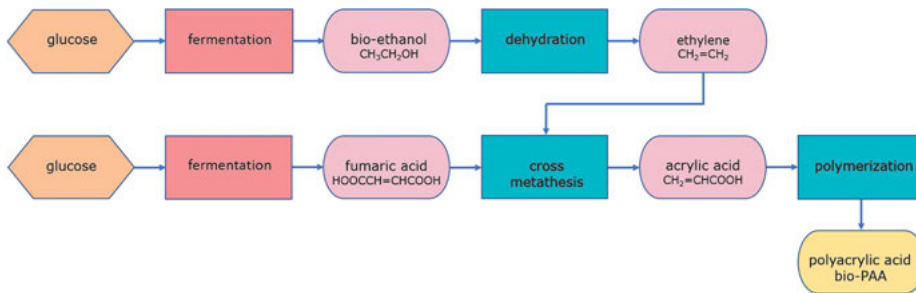 glucose
fermentation
bio-ethanol
CH₃CH₂OH
dehydration
ethylene
CH₂=CH₂
glucose
fermentation
fumaric acid
HOOCCH=CHCOOH
cross
metathesis
acrylic acid
CH₂=CHCOOH
polymerization
polyacrylic acid
bio-PAA